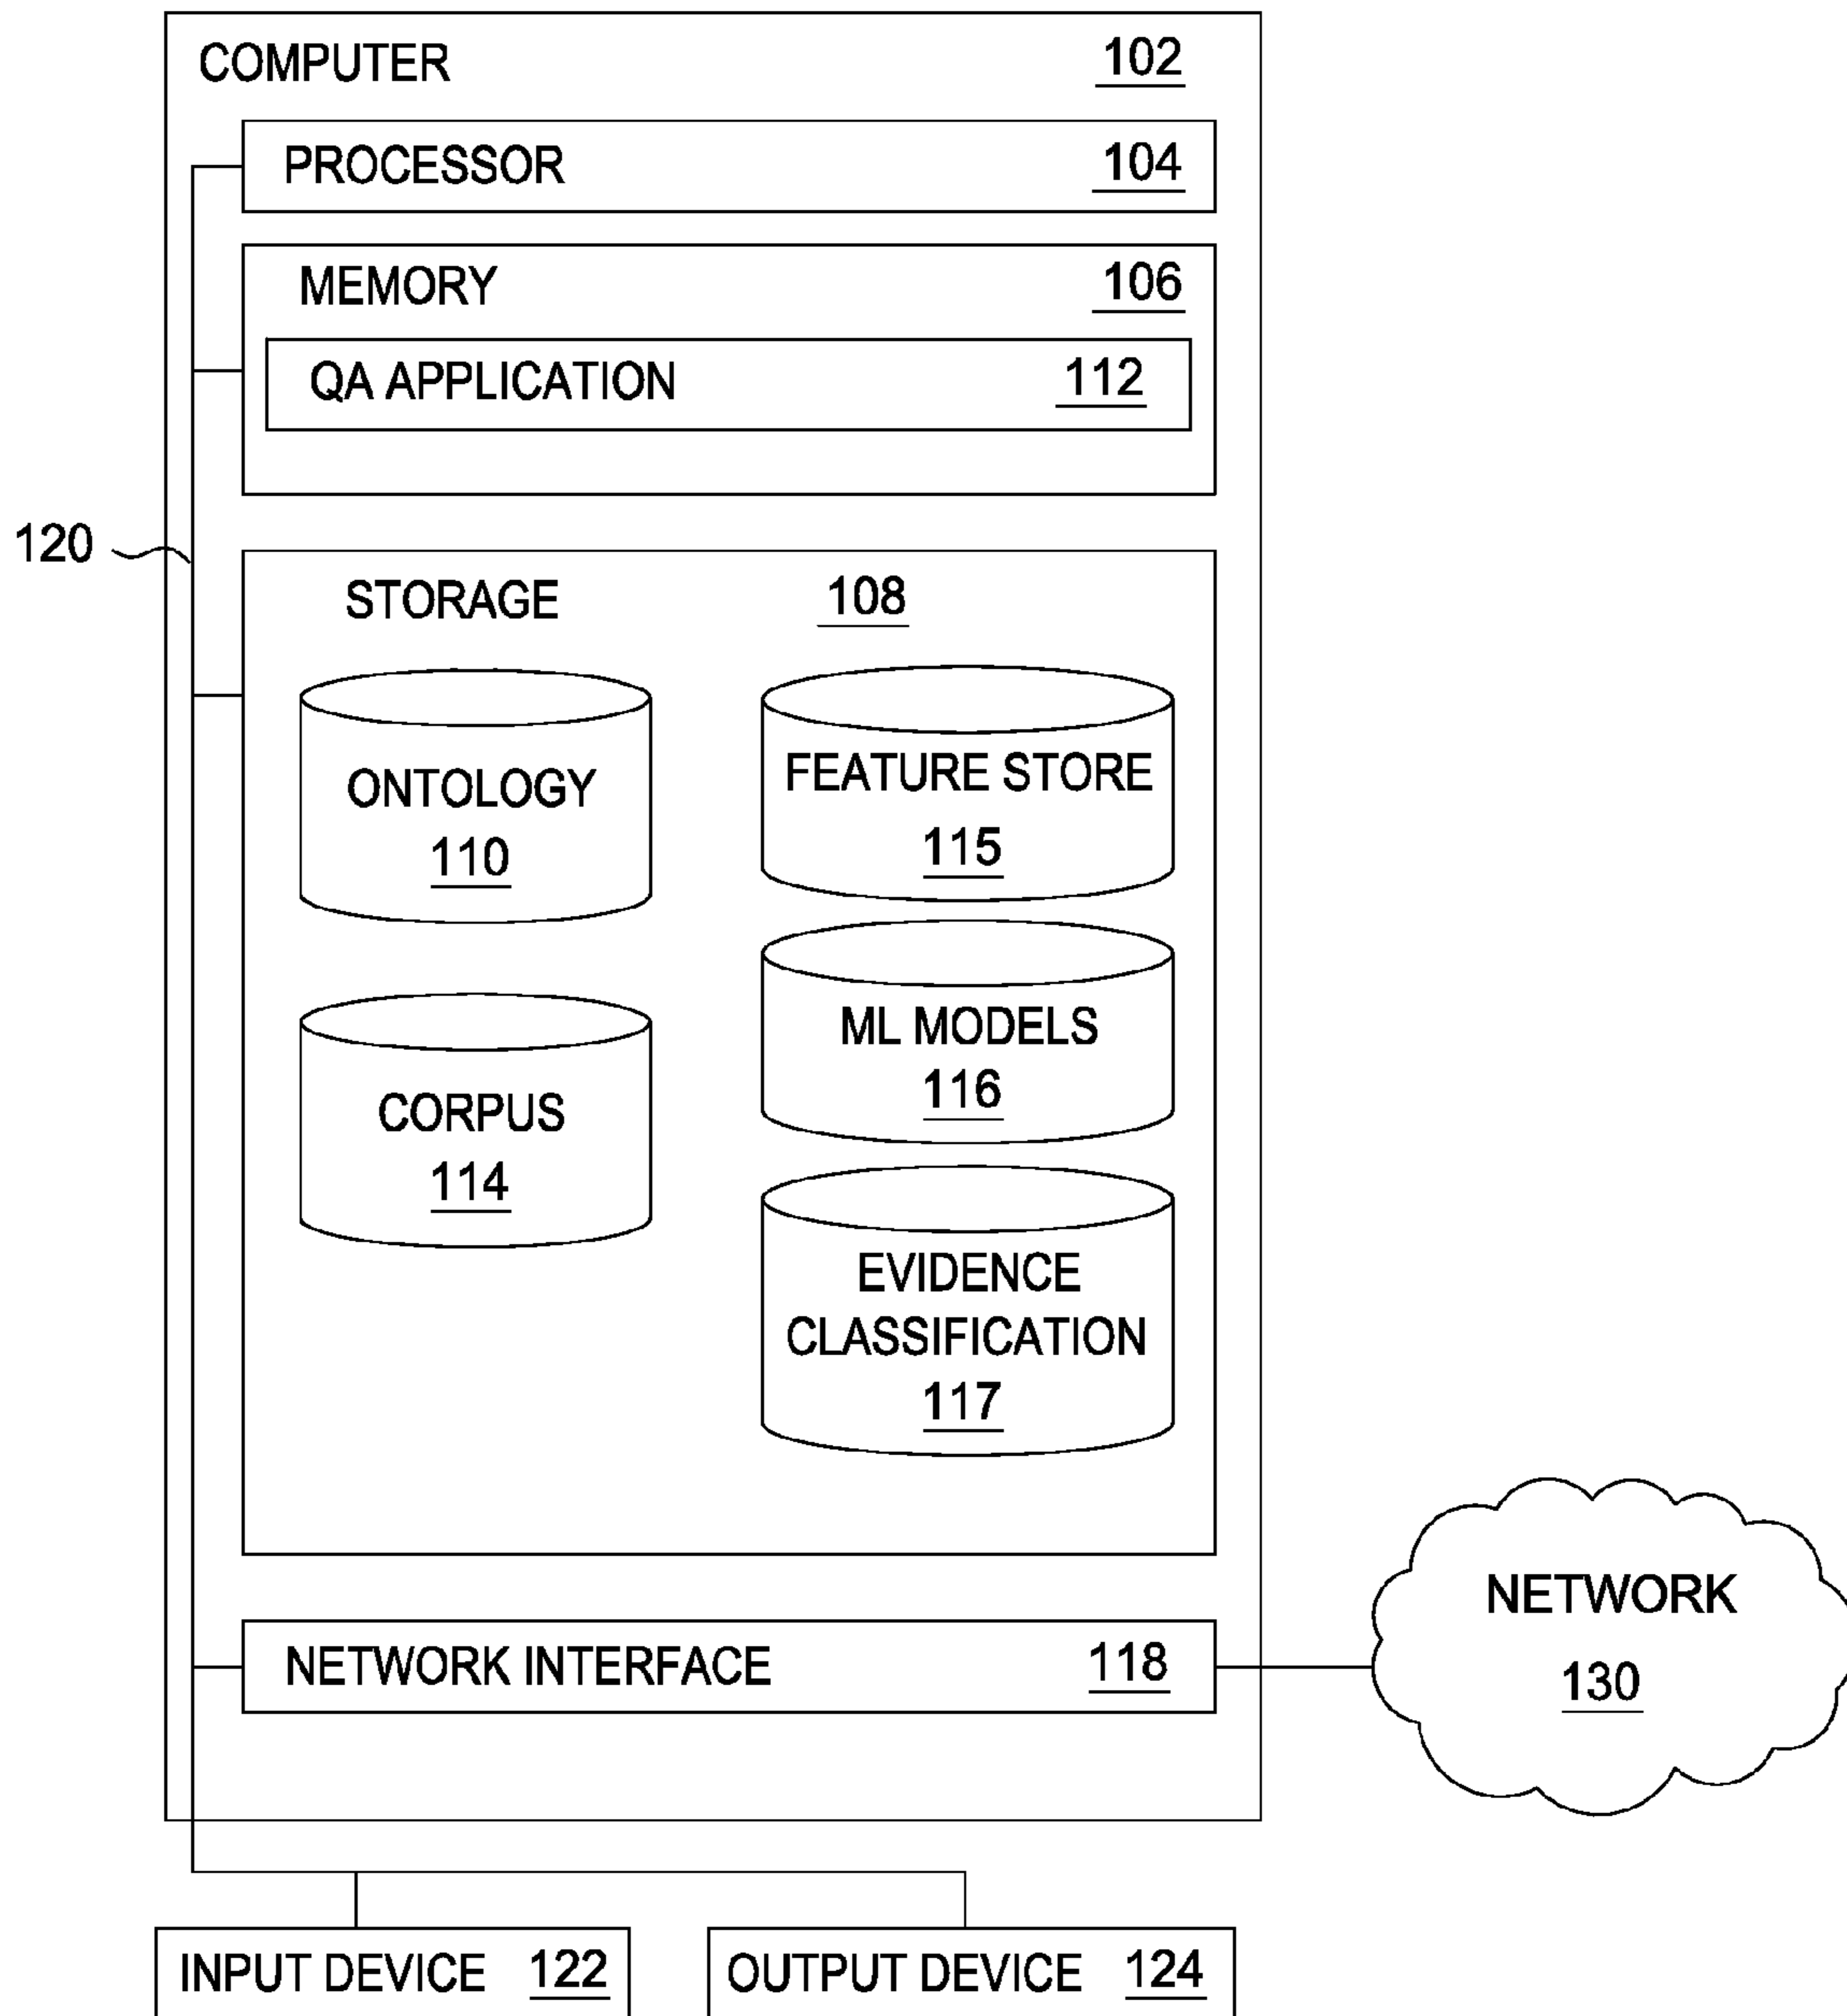 COMPUTER 102
PROCESSOR 104
MEMORY 106
QA APPLICATION 112
120
STORAGE 108
ONTOLOGY
110
FEATURE STORE
115
CORPUS
114
ML MODELS
116
EVIDENCE
CLASSIFICATION
117
NETWORK INTERFACE 118
NETWORK
130
INPUT DEVICE 122
OUTPUT DEVICE 124